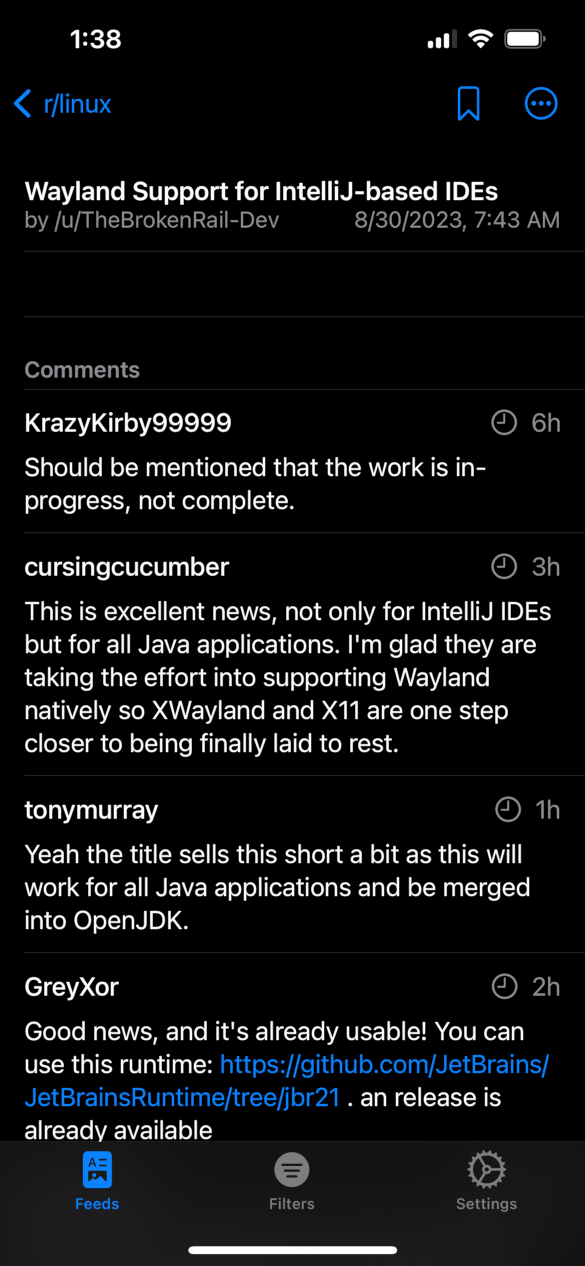 1:38
r/linux
Wayland Support for IntelliJ-based IDEs
by /u/TheBrokenRail-Dev 8/30/2023, 7:43 AM
Comments
KrazyKirby99999 6h
Should be mentioned that the work is in-
progress, not complete.
cursingcucumber 3h
This is excellent news, not only for IntelliJ IDEs
but for all Java applications. I'm glad they are
taking the effort into supporting Wayland
natively so XWayland and X11 are one step
closer to being finally laid to rest.
tonymurray 1h
Yeah the title sells this short a bit as this will
work for all Java applications and be merged
into OpenJDK.
GreyXor 2h
Good news, and it's already usable! You can
use this runtime: https://github.com/JetBrains/
JetBrainsRuntime/tree/jbr21 . an release is
already available
Feeds Filters Settings